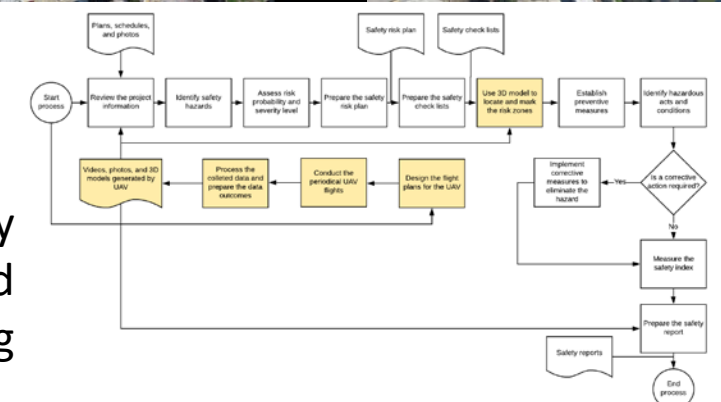 Plans, schedules,
and photos
Safety risk plan
Safety check lists
Start
process
Review the project
information
Identify safety
hazards
Assess risk
probability and
severity level
Prepare the safety
risk plan
Prepare the safety
check lists
Use 3D model to
locate and mark
the risk zones
Establish
preventive
measures
Identify hazardous
acts and
conditions
Videos, photos, and 3D
models generated by
UAV
Process the
colleted data and
prepare the data
outcomes
Conduct the
periodical UAV
flights
Design the flight
plans for the UAV
Implement
corrective
measures to
eliminate the
hazard
Yes
Is a corrective
action required?
No
y
d
g
Measure the
safety index
Prepare the safety
report
Safety reports
End
process